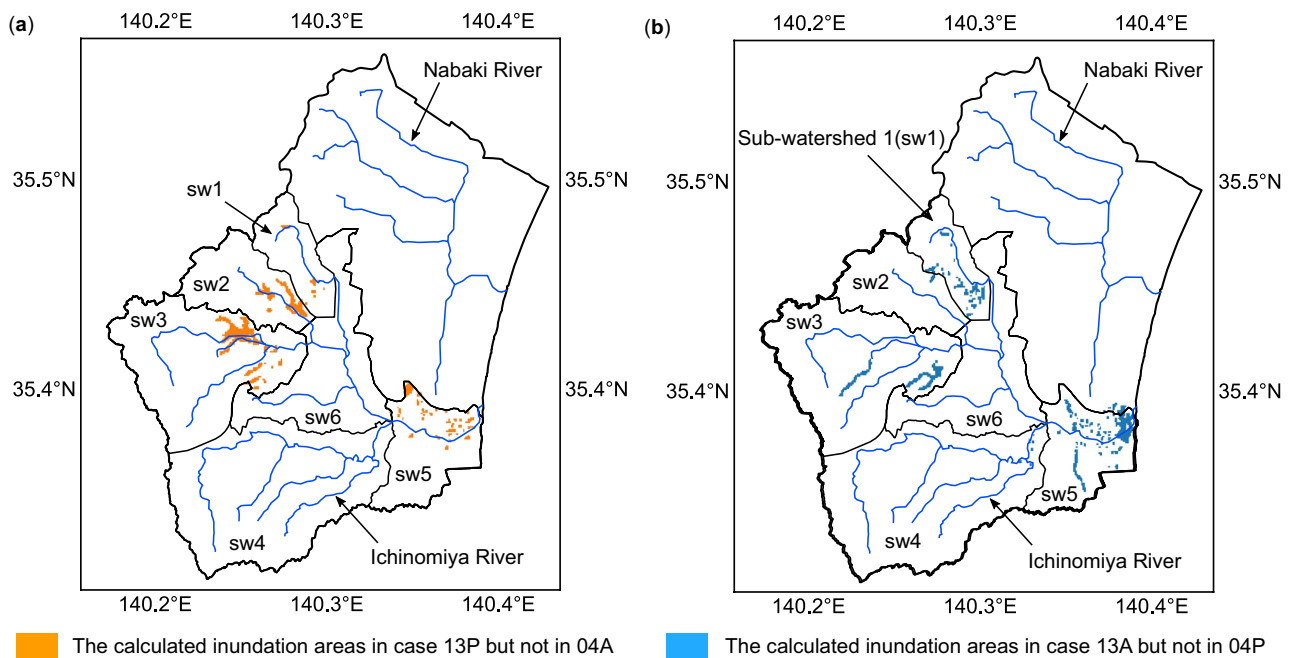 (a)
140.2°E 140.3°E 140.4°E
Nabaki River
35.5°N 35.5°N
sw1
sw2
sw3
35.4°N 35.4°N
sw6
sw5
sw4
Ichinomiya River
140.2°E 140.3°E 140.4°E
The calculated inundation areas in case 13P but not in 04A
(b)
140.2°E 140.3°E 140.4°E
Nabaki River
Sub-watershed 1(sw1)
35.5°N
sw2
sw3
35.4°N
sw6
sw5
sw4
Ichinomiya River
140.2°E 140.3°E 140.4°E
The calculated inundation areas in case 13A but not in 04P